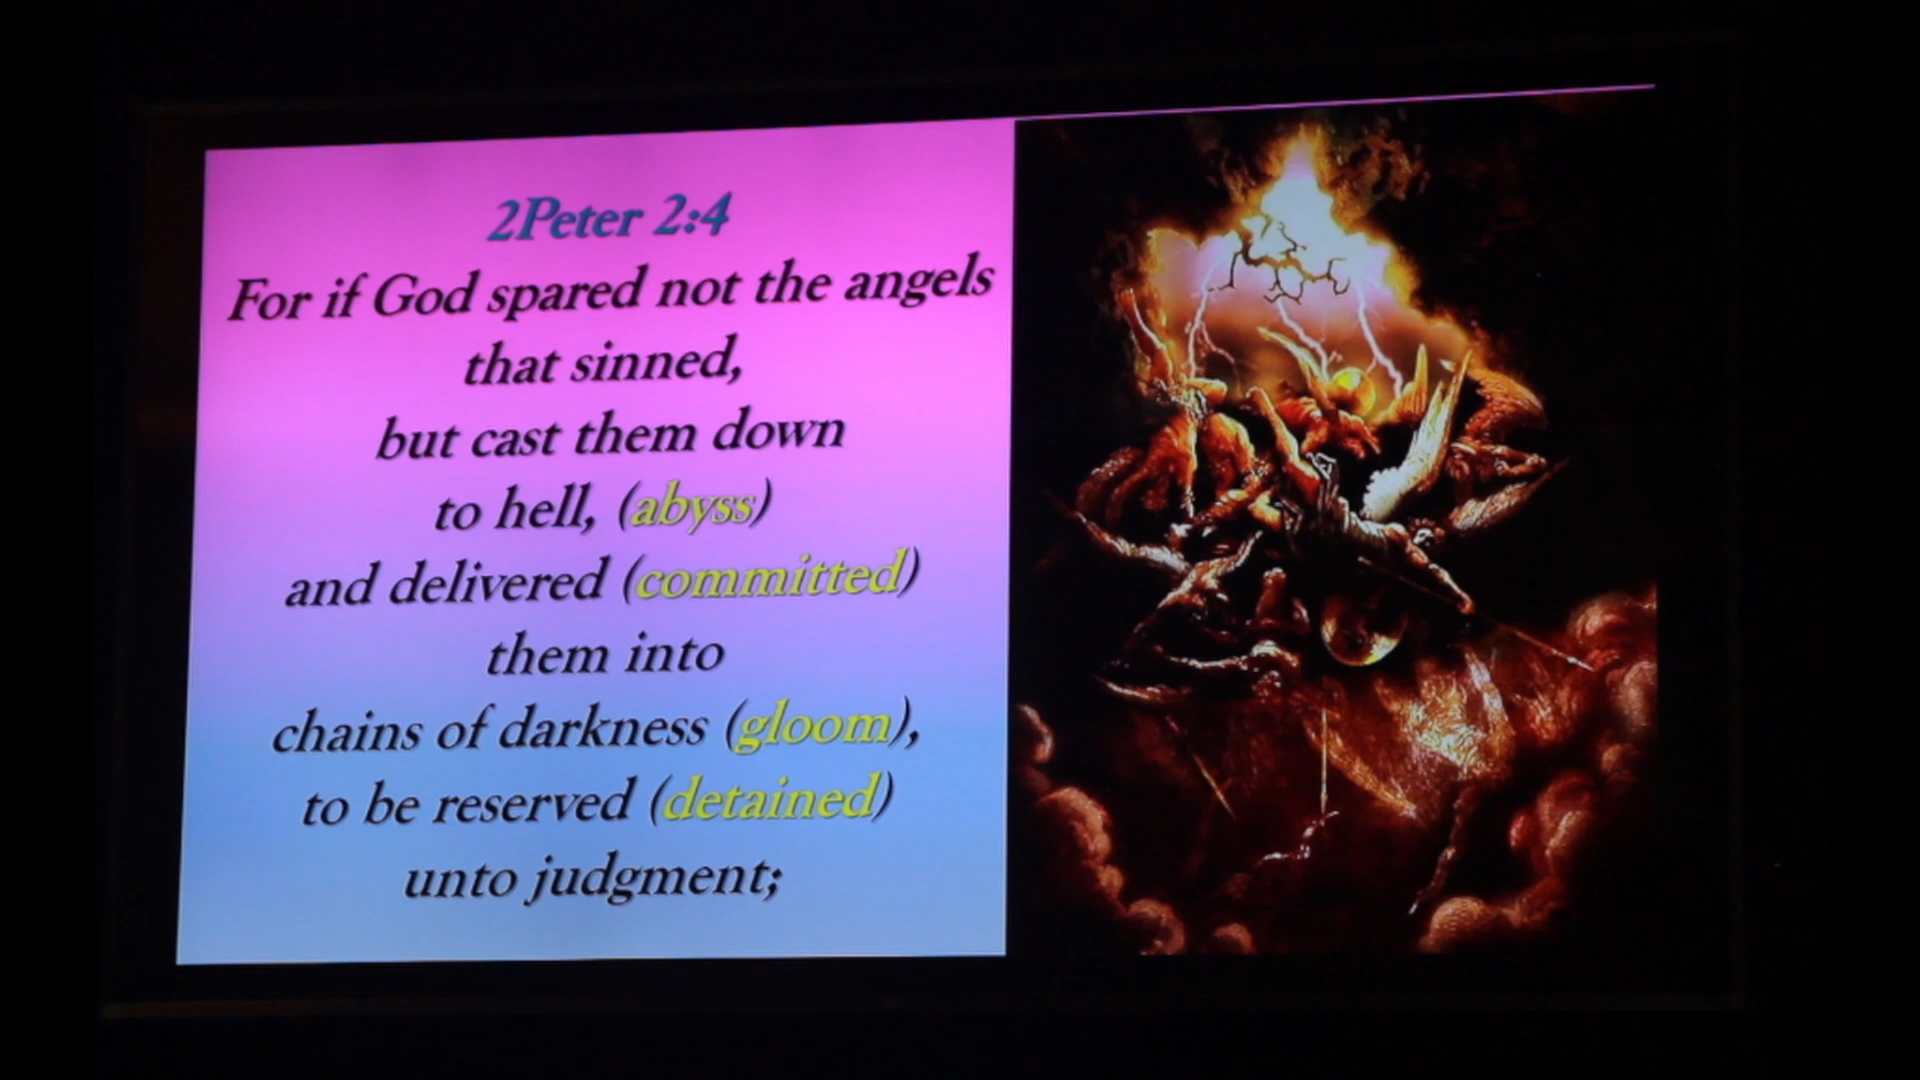 2Peter 2:4
For if God spared not the angels
that sinned,
but cast them down
to hell, (abyss)
and delivered (committed)
them into
chains of darkness (gloom),
to be reserved (detained)
unto judgment;